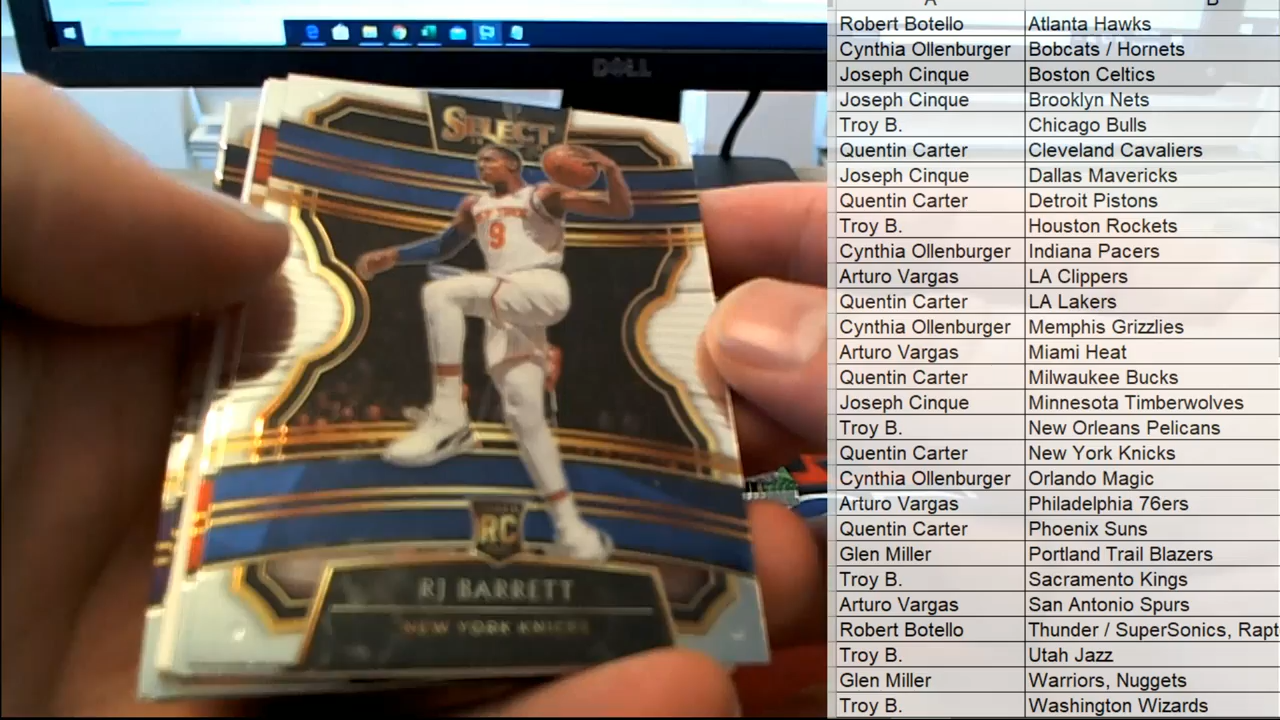 DELL
SELECT
NEW YORK
9
RC
RJ BARRETT
NEW YORK KNICKS
A B
Robert Botello Atlanta Hawks
Cynthia Ollenburger Bobcats / Hornets
Joseph Cinque Boston Celtics
Joseph Cinque Brooklyn Nets
Troy B. Chicago Bulls
Quentin Carter Cleveland Cavaliers
Joseph Cinque Dallas Mavericks
Quentin Carter Detroit Pistons
Troy B. Houston Rockets
Cynthia Ollenburger Indiana Pacers
Arturo Vargas LA Clippers
Quentin Carter LA Lakers
Cynthia Ollenburger Memphis Grizzlies
Arturo Vargas Miami Heat
Quentin Carter Milwaukee Bucks
Joseph Cinque Minnesota Timberwolves
Troy B. New Orleans Pelicans
Quentin Carter New York Knicks
Cynthia Ollenburger Orlando Magic
Arturo Vargas Philadelphia 76ers
Quentin Carter Phoenix Suns
Glen Miller Portland Trail Blazers
Troy B. Sacramento Kings
Arturo Vargas San Antonio Spurs
Robert Botello Thunder / SuperSonics, Rapt
Troy B. Utah Jazz
Glen Miller Warriors, Nuggets
Troy B. Washington Wizards